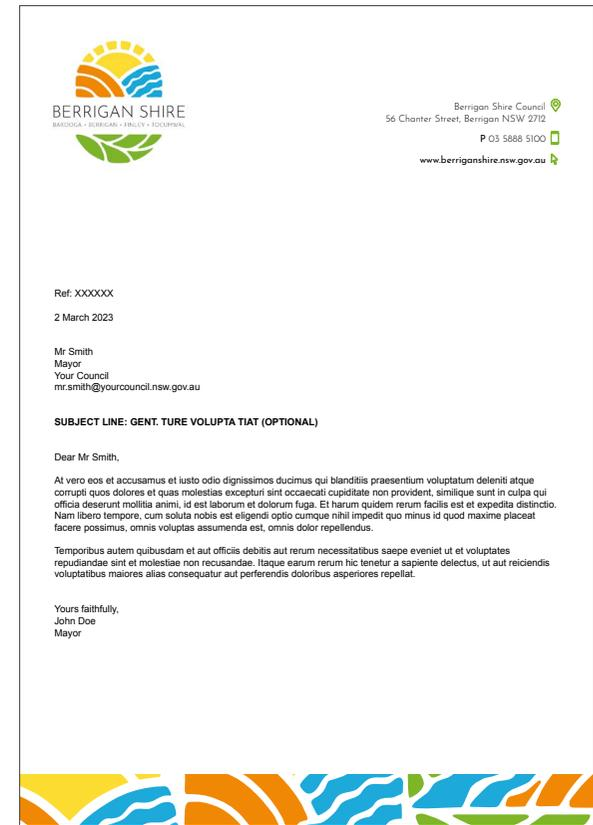 BERRIGAN SHIRE
BAROOGA • BERRIGAN • FINLEY • TOCUMWAL
Berrigan Shire Council
56 Chanter Street, Berrigan NSW 2712
P 03 5888 5100
www.berriganshire.nsw.gov.au
Ref: XXXXXX
2 March 2023
Mr Smith
Mayor
Your Council
mr.smith@yourcouncil.nsw.gov.au
SUBJECT LINE: GENT. TURE VOLUPTA TIAT (OPTIONAL)
Dear Mr Smith,
At vero eos et accusamus et iusto odio dignissimos ducimus qui blanditiis praesentium voluptatum deleniti atque
corrupti quos dolores et quas molestias excepturi sint occaecati cupiditate non provident, similique sunt in culpa qui
officia deserunt mollitia animi, id est laborum et dolorum fuga. Et harum quidem rerum facilis est et expedita distinctio.
Nam libero tempore, cum soluta nobis est eligendi optio cumque nihil impedit quo minus id quod maxime placeat
facere possimus, omnis voluptas assumenda est, omnis dolor repellendus.
Temporibus autem quibusdam et aut officiis debitis aut rerum necessitatibus saepe eveniet ut et voluptates
repudiandae sint et molestiae non recusandae. Itaque earum rerum hic tenetur a sapiente delectus, ut aut reiciendis
voluptatibus maiores alias consequatur aut perferendis doloribus asperiores repellat.
Yours faithfully,
John Doe
Mayor